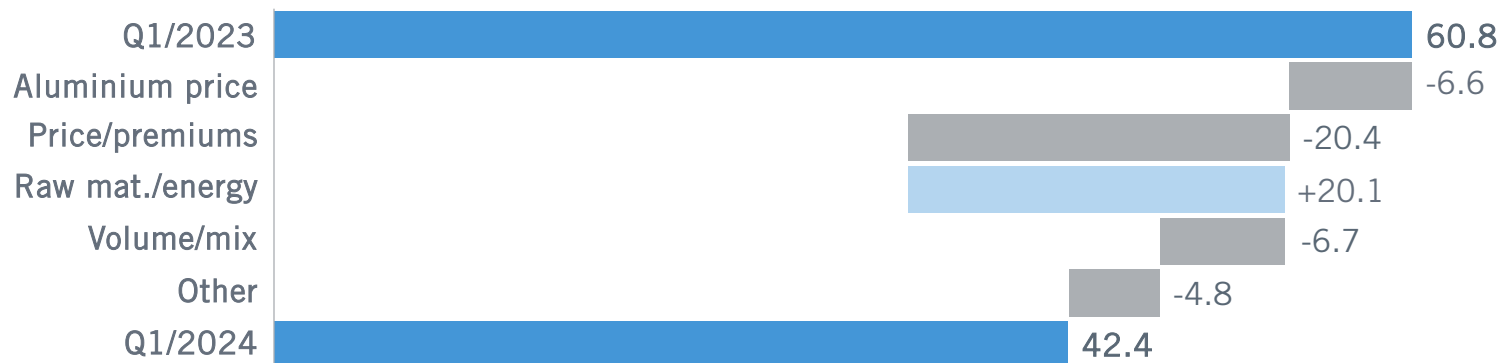 Q1/2023 60.8
Aluminium price -6.6
Price/premiums -20.4
Raw mat./energy +20.1
Volume/mix -6.7
Other -4.8
Q1/2024 42.4